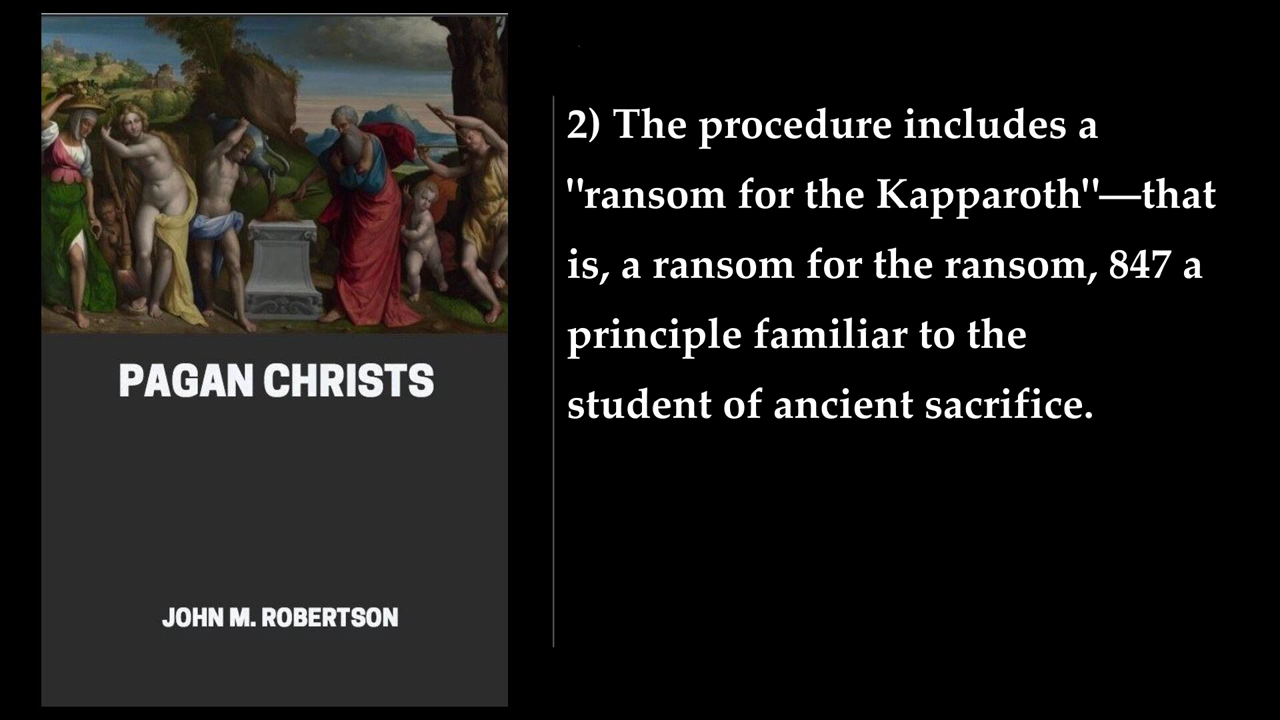 PAGAN CHRISTS
JOHN M. ROBERTSON
2) The procedure includes a
"ransom for the Kapparoth"—that
is, a ransom for the ransom, 847 a
principle familiar to the
student of ancient sacrifice.